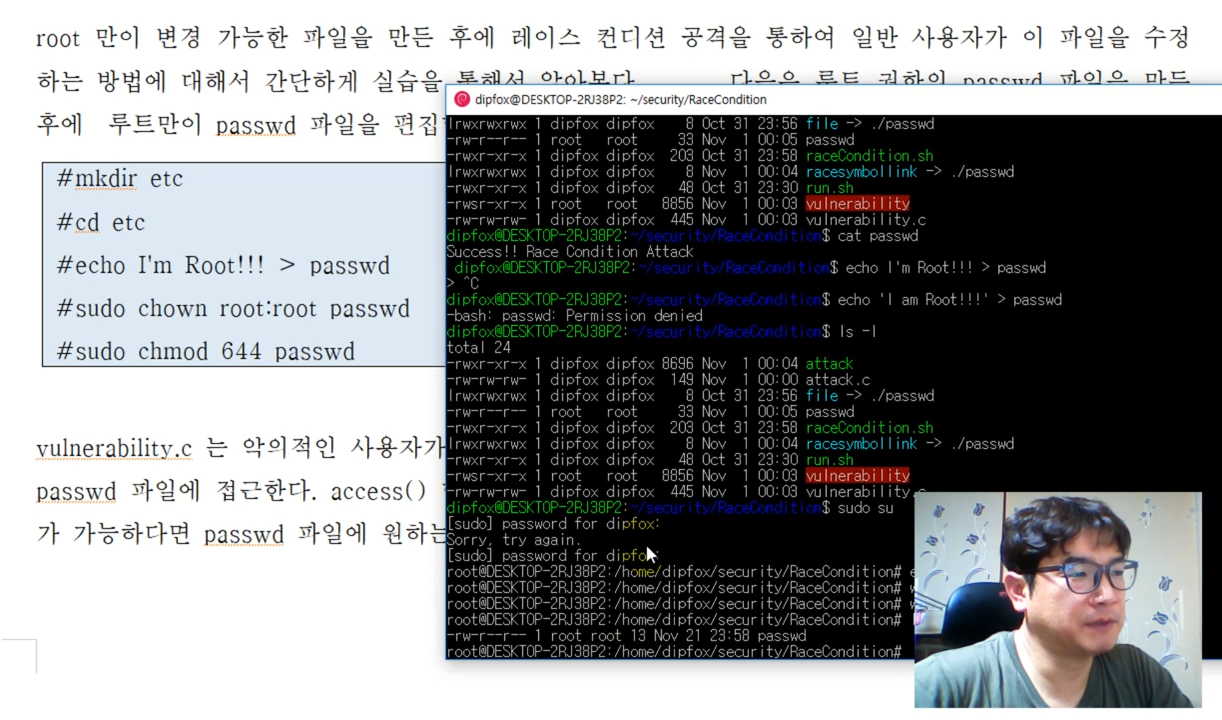 root 만이 변경 가능한 파일을 만든 후에 레이스 컨디션 공격을 통하여 일반 사용자가 이 파일을 수정
하는 방법에 대해서 간단하게 실습을 통해서 알아본다. 다음은 루트 권한의 passwd 파일을 만든
후에 루트만이 passwd 파일을 편집
#mkdir etc
#cd etc
#echo I'm Root!!! > passwd
#sudo chown root:root passwd
#sudo chmod 644 passwd
vulnerability.c 는 악의적인 사용자가
passwd 파일에 접근한다. access()
가 가능하다면 passwd 파일에 원하는
dipfox@DESKTOP-2RJ38P2: ~/security/RaceCondition
lrwxrwxrwx 1 dipfox dipfox 8 Oct 31 23:56 file -> ./passwd
-rw-r--r-- 1 root root 33 Nov 1 00:05 passwd
-rwxr-xr-x 1 dipfox dipfox 203 Oct 31 23:58 raceCondition.sh
lrwxrwxrwx 1 dipfox dipfox 8 Nov 1 00:04 racesymbollink -> ./passwd
-rwxr-xr-x 1 dipfox dipfox 48 Oct 31 23:30 run.sh
-rwsr-xr-x 1 root root 8856 Nov 1 00:03 vulnerability
-rw-rw-rw- 1 dipfox dipfox 445 Nov 1 00:03 vulnerability.c
dipfox@DESKTOP-2RJ38P2:~/security/RaceCondition$ cat passwd
Success!! Race Condition Attack
dipfox@DESKTOP-2RJ38P2:~/security/RaceCondition$ echo I'm Root!!! > passwd
> ^C
dipfox@DESKTOP-2RJ38P2:~/security/RaceCondition$ echo 'I am Root!!!' > passwd
-bash: passwd: Permission denied
dipfox@DESKTOP-2RJ38P2:~/security/RaceCondition$ ls -l
total 24
-rwxr-xr-x 1 dipfox dipfox 8696 Nov 1 00:04 attack
-rw-rw-rw- 1 dipfox dipfox 149 Nov 1 00:00 attack.c
lrwxrwxrwx 1 dipfox dipfox 8 Oct 31 23:56 file -> ./passwd
-rw-r--r-- 1 root root 33 Nov 1 00:05 passwd
-rwxr-xr-x 1 dipfox dipfox 203 Oct 31 23:58 raceCondition.sh
lrwxrwxrwx 1 dipfox dipfox 8 Nov 1 00:04 racesymbollink -> ./passwd
-rwxr-xr-x 1 dipfox dipfox 48 Oct 31 23:30 run.sh
-rwsr-xr-x 1 root root 8856 Nov 1 00:03 vulnerability
-rw-rw-rw- 1 dipfox dipfox 445 Nov 1 00:03 vulnerability.c
dipfox@DESKTOP-2RJ38P2:~/security/RaceCondition$ sudo su
[sudo] password for dipfox:
Sorry, try again.
[sudo] password for dipfox:
root@DESKTOP-2RJ38P2:/home/dipfox/security/RaceCondition# e
root@DESKTOP-2RJ38P2:/home/dipfox/security/RaceCondition#
root@DESKTOP-2RJ38P2:/home/dipfox/security/RaceCondition#
root@DESKTOP-2RJ38P2:/home/dipfox/security/RaceCondition#
-rw-r--r-- 1 root root 13 Nov 21 23:58 passwd
root@DESKTOP-2RJ38P2:/home/dipfox/security/RaceCondition#